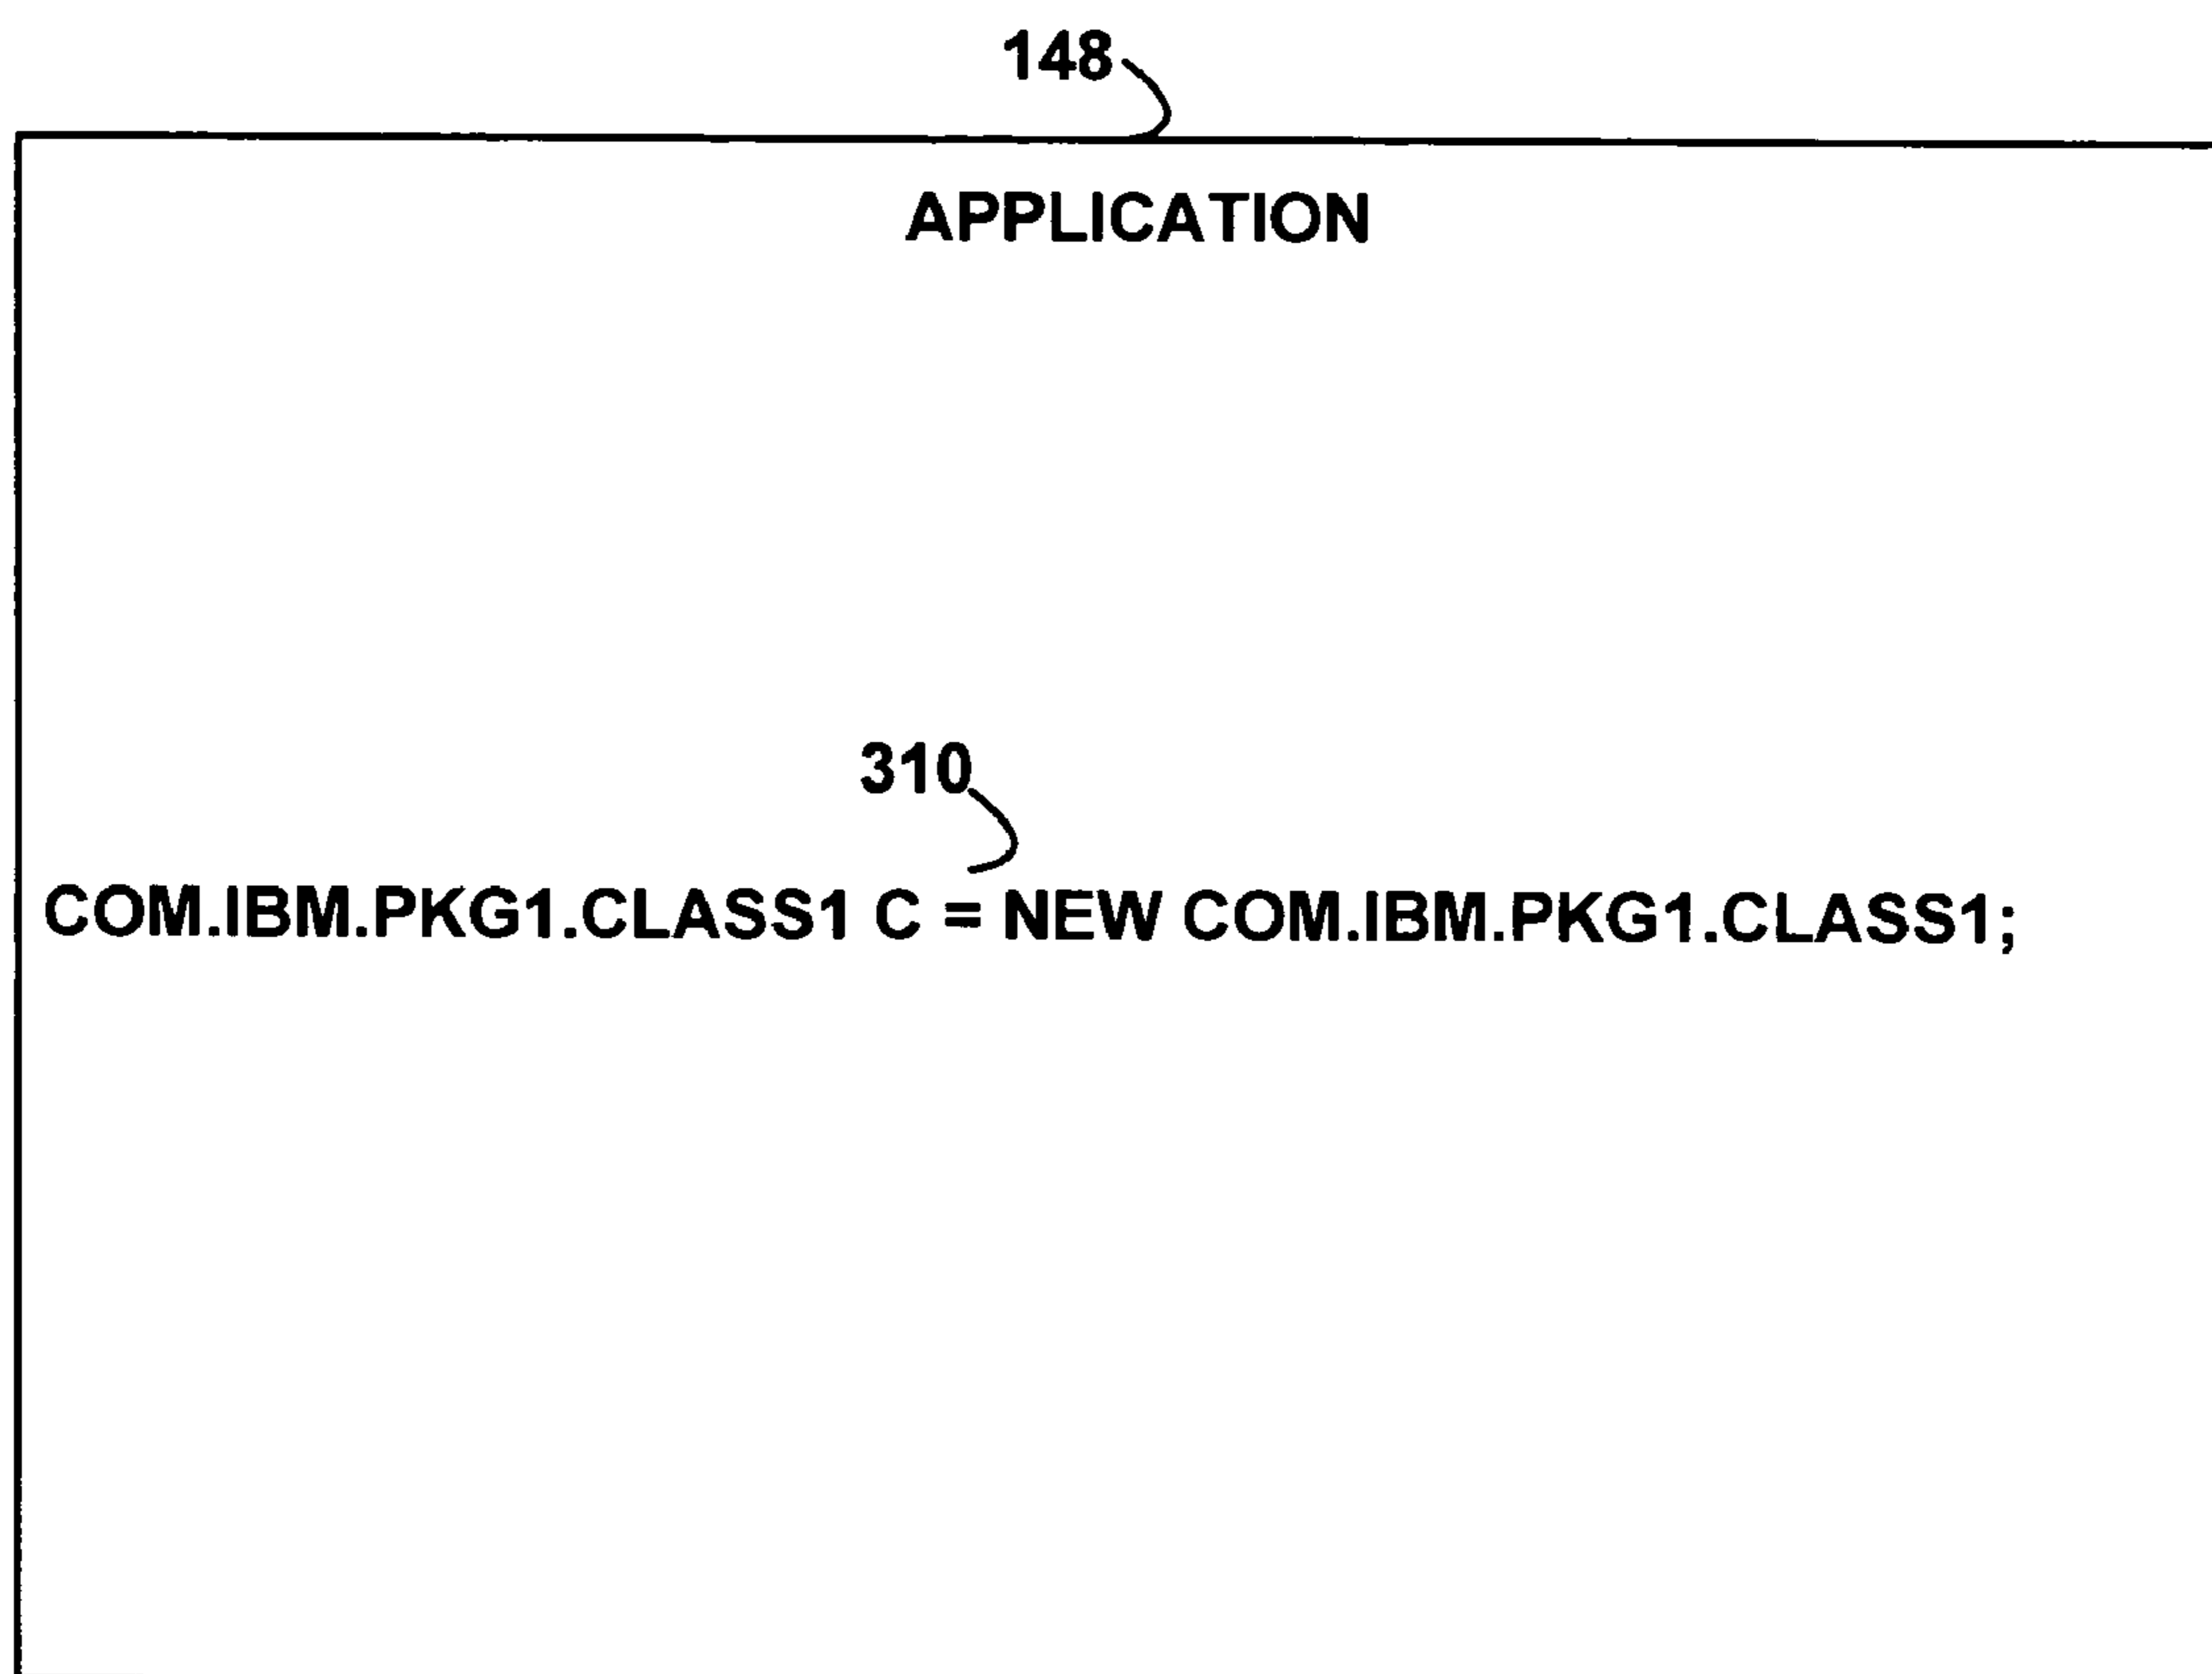 148
APPLICATION
310
COM.IBM.PKG1.CLASS1 C = NEW COM.IBM.PKG1.CLASS1;